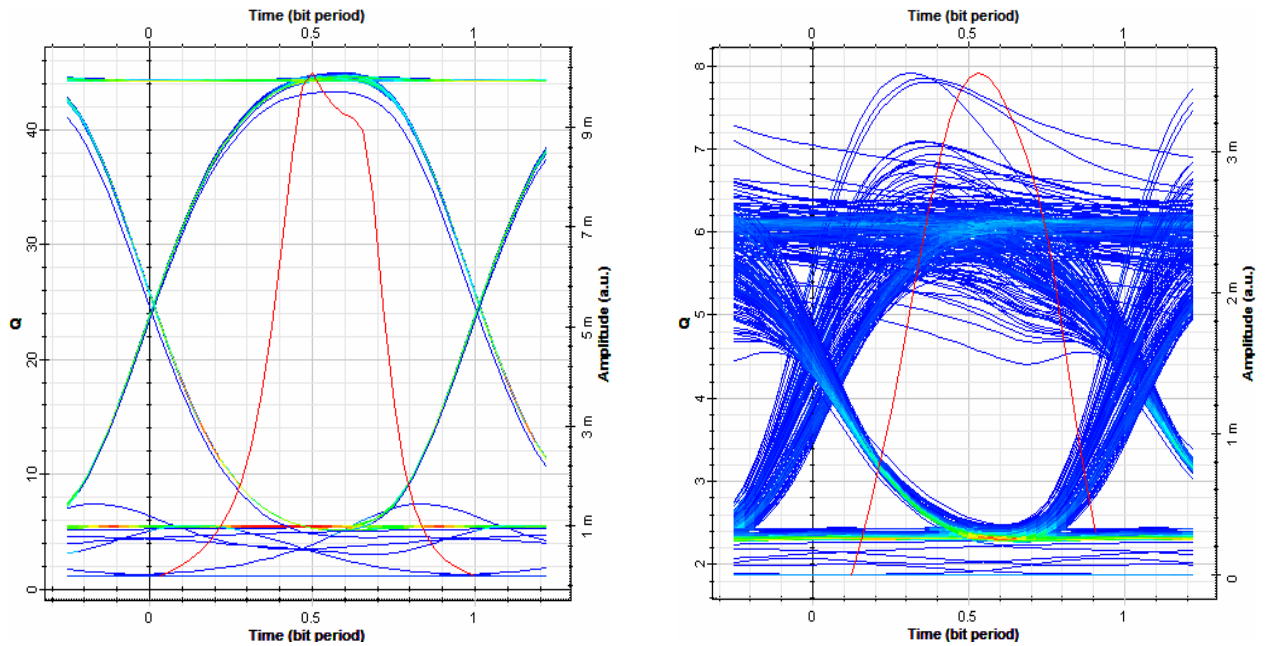 Time (bit period)
0 0.5 1
Q
0 10 20 30 40
1 m 3 m 5 m 7 m 9 m
Amplitude (a.u.)
0 0.5 1
Time (bit period)
Time (bit period)
0 0.5 1
Q
2 3 4 5 6 7 8
0 1 m 2 m 3 m
Amplitude (a.u.)
0 0.5 1
Time (bit period)